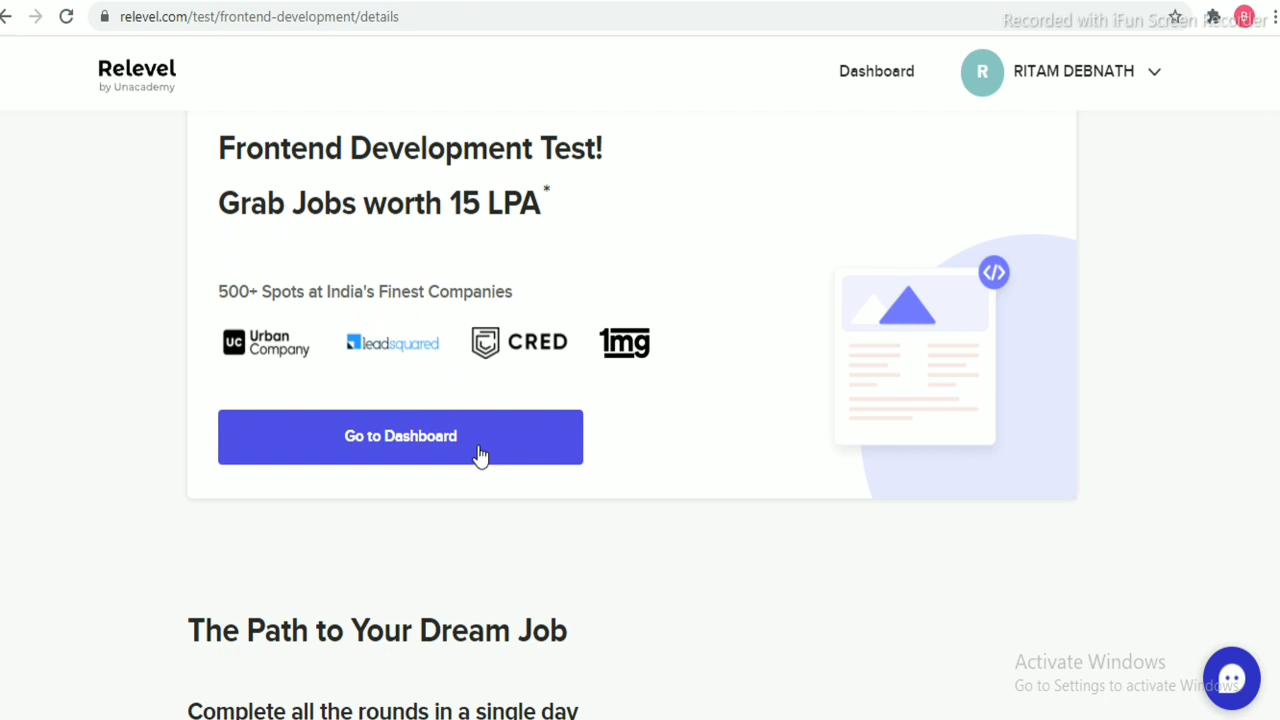 relevel.com/test/frontend-development/details
Recorded with iFun Screen Recorder
Relevel
by Unacademy
Dashboard
R
RITAM DEBNATH
Frontend Development Test!
Grab Jobs worth 15 LPA*
</>
500+ Spots at India's Finest Companies
UC Urban Company
leadsquared
CRED
1mg
Go to Dashboard
The Path to Your Dream Job
Activate Windows
Go to Settings to activate Windows.
Complete all the rounds in a single day